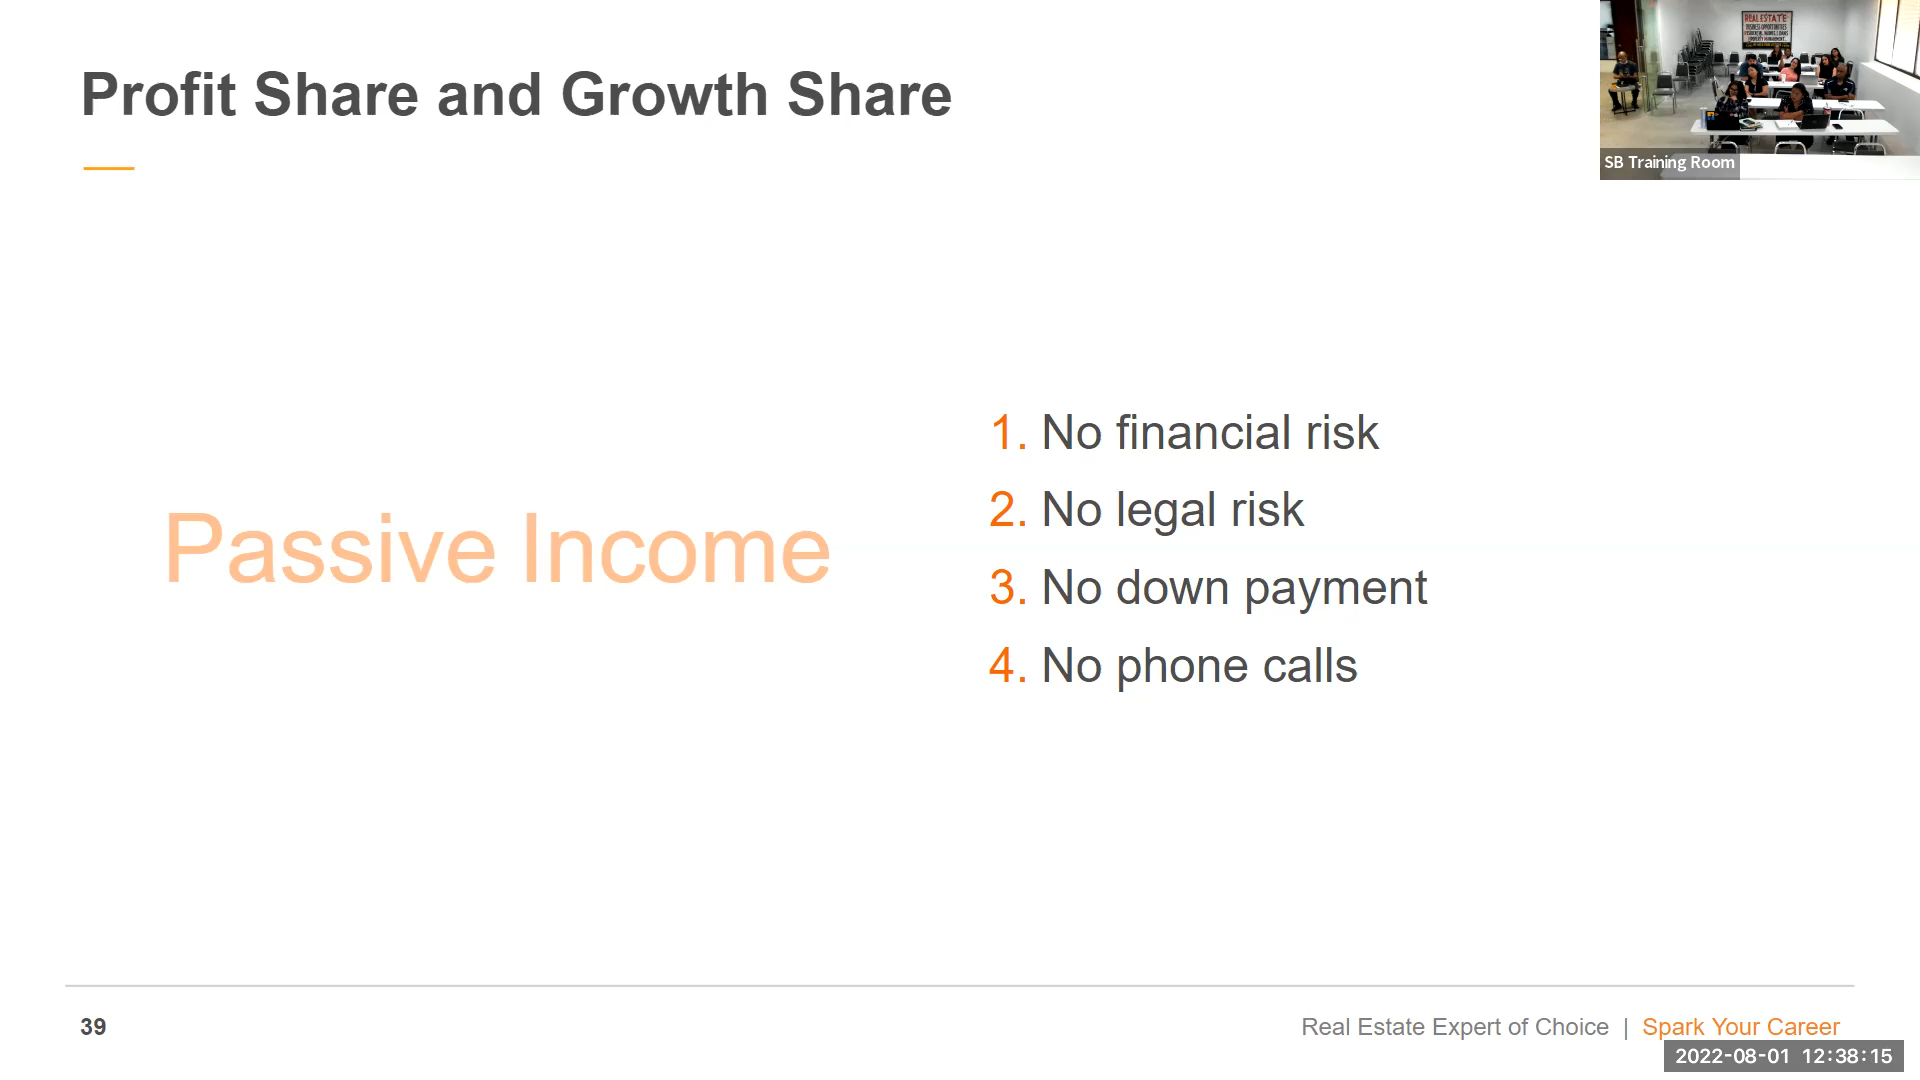 Profit Share and Growth Share
REAL ESTATE
SB Training Room
Passive Income
1. No financial risk
2. No legal risk
3. No down payment
4. No phone calls
39
Real Estate Expert of Choice | Spark Your Career
2022-08-01 12:38:15